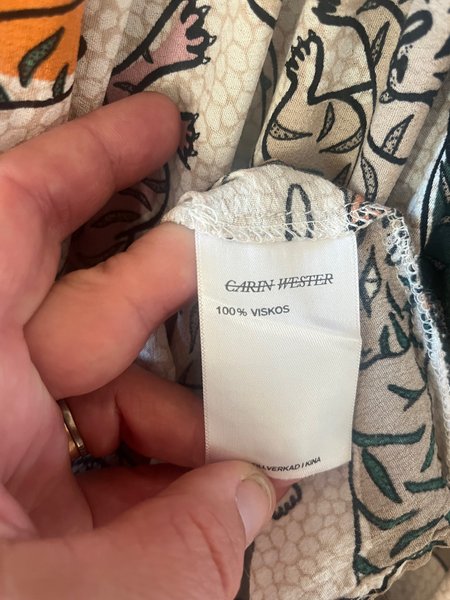 CARIN WESTER
100% VISKOS
TILLVERKAD I KINA